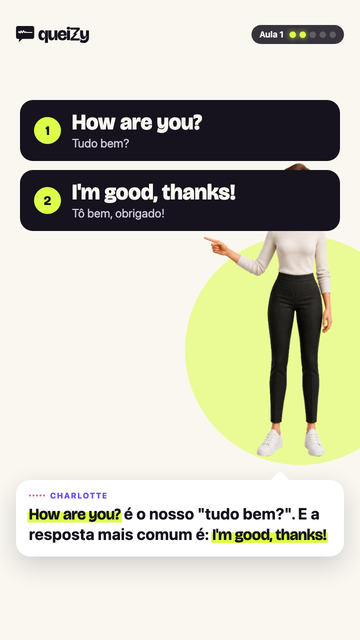 queiZy
Aula 1
1
How are you?
Tudo bem?
2
I'm good, thanks!
Tô bem, obrigado!
CHARLOTTE
How are you? é o nosso "tudo bem?". E a
resposta mais comum é: I'm good, thanks!